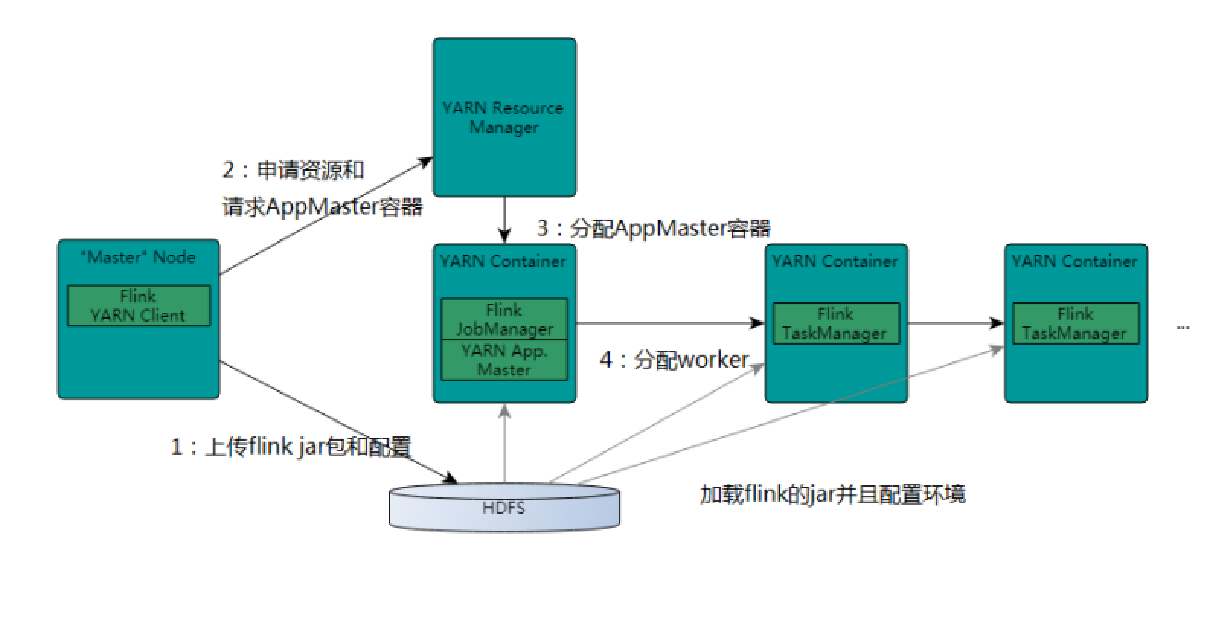 YARN Resource
Manager
2：申请资源和
请求AppMaster容器
3：分配AppMaster容器
"Master" Node
Flink
YARN Client
YARN Container
Flink
JobManager
YARN App.
Master
YARN Container
Flink
TaskManager
YARN Container
Flink
TaskManager
...
4：分配worker
1：上传flink jar包和配置
加载flink的jar并且配置环境
HDFS